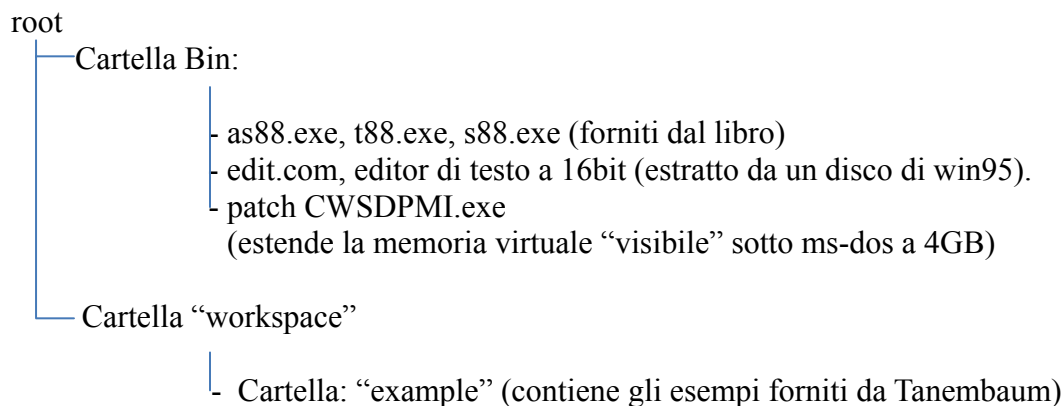 root
Cartella Bin:
- as88.exe, t88.exe, s88.exe (forniti dal libro)
- edit.com, editor di testo a 16bit (estratto da un disco di win95).
- patch CWSDPMI.exe
(estende la memoria virtuale “visibile” sotto ms-dos a 4GB)
Cartella “workspace”
- Cartella: “example” (contiene gli esempi forniti da Tanembaum)